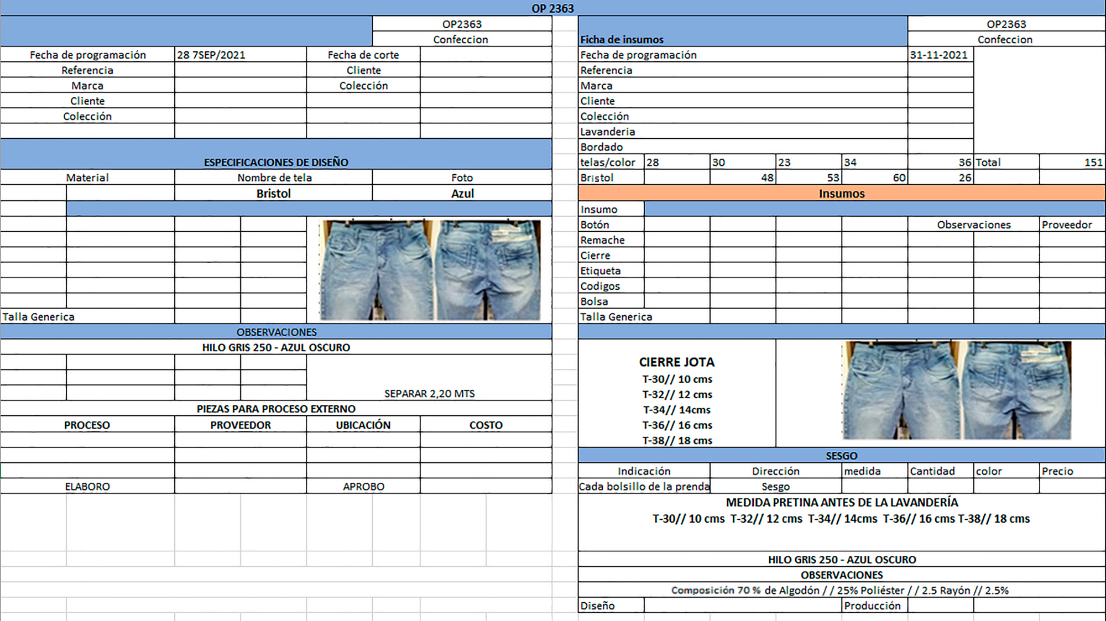 OP 2363
OP2363
Confeccion
Fecha de programación 28 7SEP/2021 Fecha de corte
Referencia Cliente
Marca Colección
Cliente
Colección
ESPECIFICACIONES DE DISEÑO
Material Nombre de tela Foto
Bristol Azul
Talla Generica
OBSERVACIONES
HILO GRIS 250 - AZUL OSCURO
SEPARAR 2,20 MTS
PIEZAS PARA PROCESO EXTERNO
PROCESO PROVEEDOR UBICACIÓN COSTO
ELABORO APROBO
OP2363
Ficha de insumos Confeccion
Fecha de programación 31-11-2021
Referencia
Marca
Cliente
Colección
Lavanderia
Bordado
telas/color 28 30 23 34 36 Total 151
Bristol 48 53 60 26
Insumos
Insumo
Botón Observaciones Proveedor
Remache
Cierre
Etiqueta
Codigos
Bolsa
Talla Generica
CIERRE JOTA
T-30// 10 cms
T-32// 12 cms
T-34// 14cms
T-36// 16 cms
T-38// 18 cms
SESGO
Indicación Dirección medida Cantidad color Precio
Cada bolsillo de la prenda Sesgo
MEDIDA PRETINA ANTES DE LA LAVANDERÍA
T-30// 10 cms T-32// 12 cms T-34// 14cms T-36// 16 cms T-38// 18 cms
HILO GRIS 250 - AZUL OSCURO
OBSERVACIONES
Composición 70 % de Algodón / / 25% Poliéster / / 2.5 Rayón // 2.5%
Diseño Producción